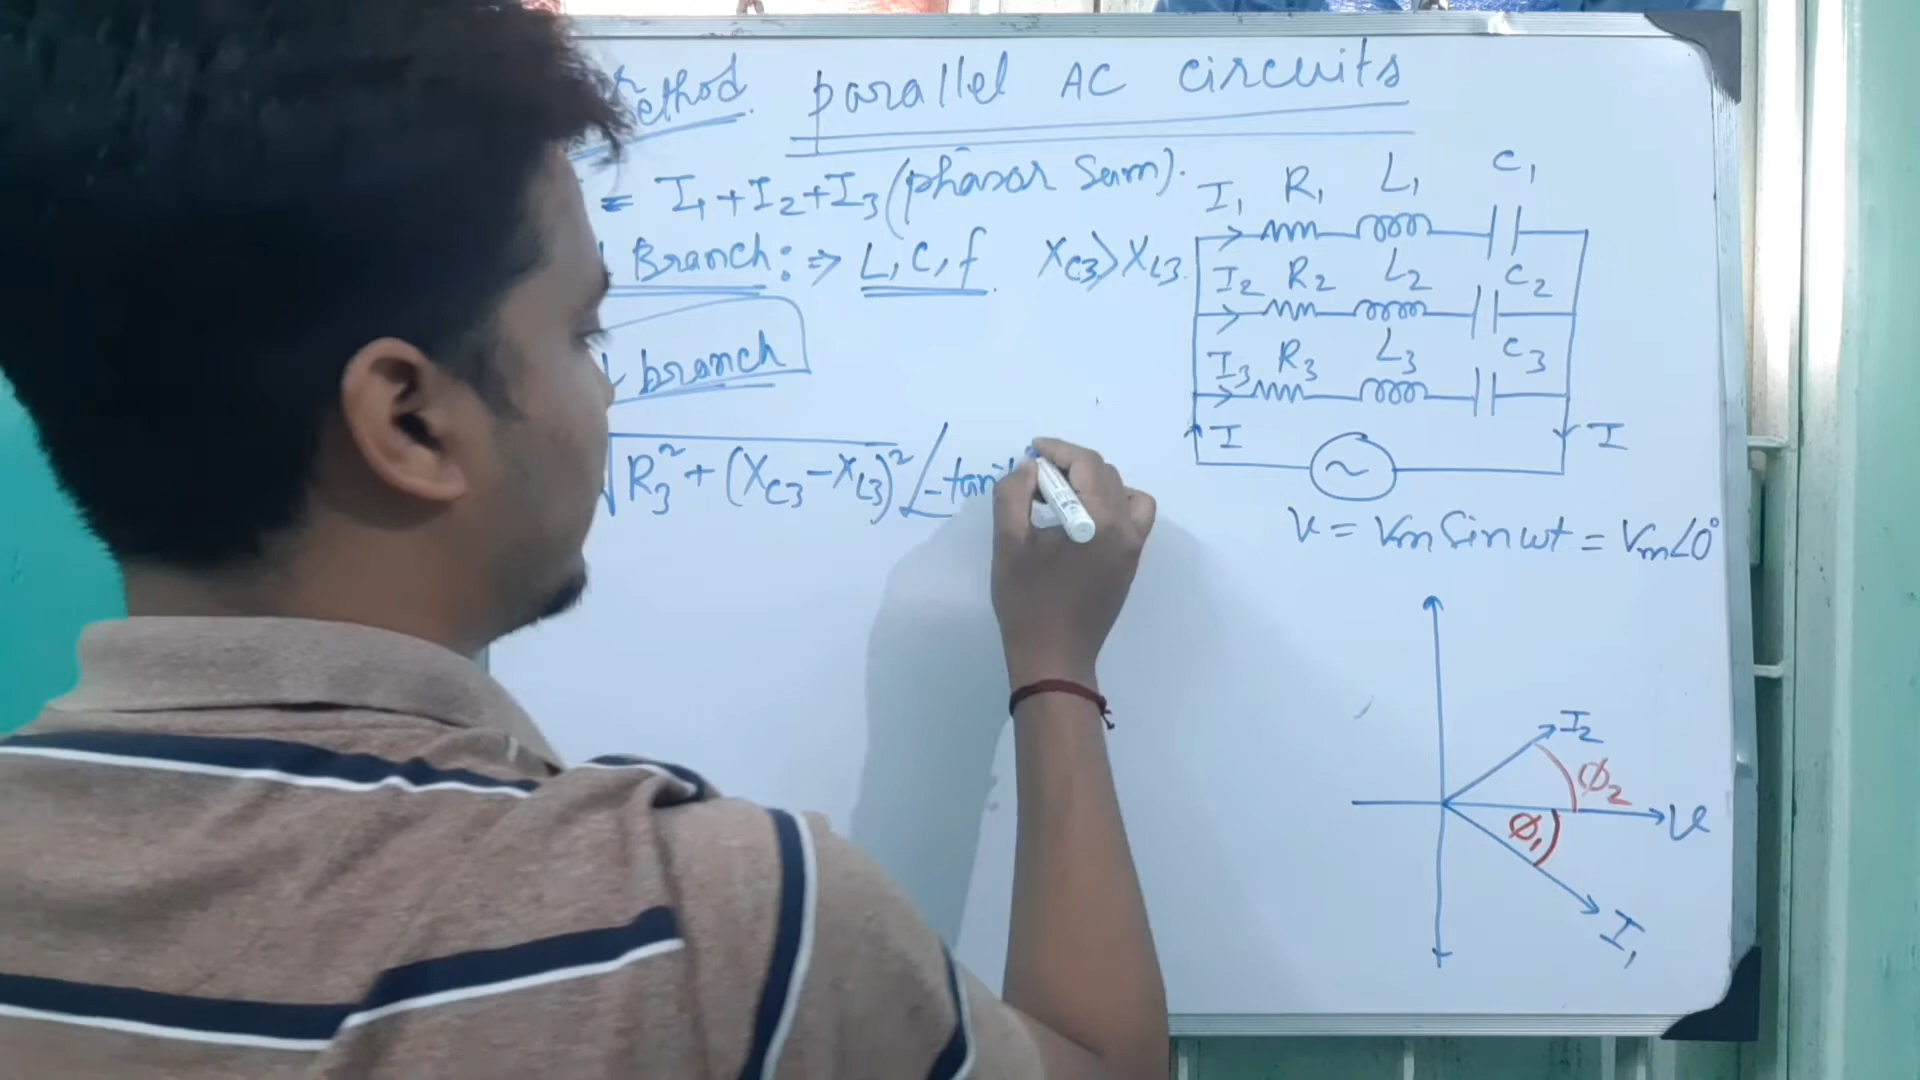 Method parallel AC circuits
= I1 + I2 + I3 (phasor Sum).
Branch : ⇒ L, C, f XC3 > XL3
branch
√ R3² + (XC3 - XL3)² ∠-tan⁻¹
I1 R1 L1 C1
I2 R2 L2 C2
I3 R3 L3 C3
I ~ I
v = Vm Sin ωt = Vm∠0°
I2
ϕ2
v
ϕ1
I1